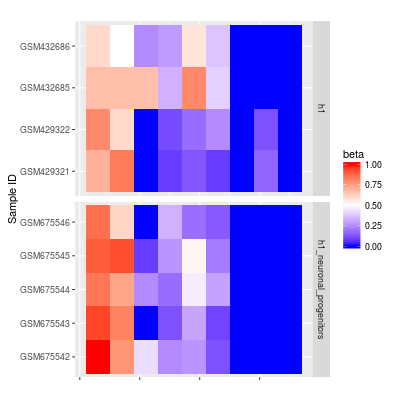 GSM432686
GSM432685
GSM429322
GSM429321
h1
GSM675546
GSM675545
GSM675544
GSM675543
GSM675542
h1_neuronal_progenitors
Sample ID
beta
1.00
0.75
0.50
0.25
0.00